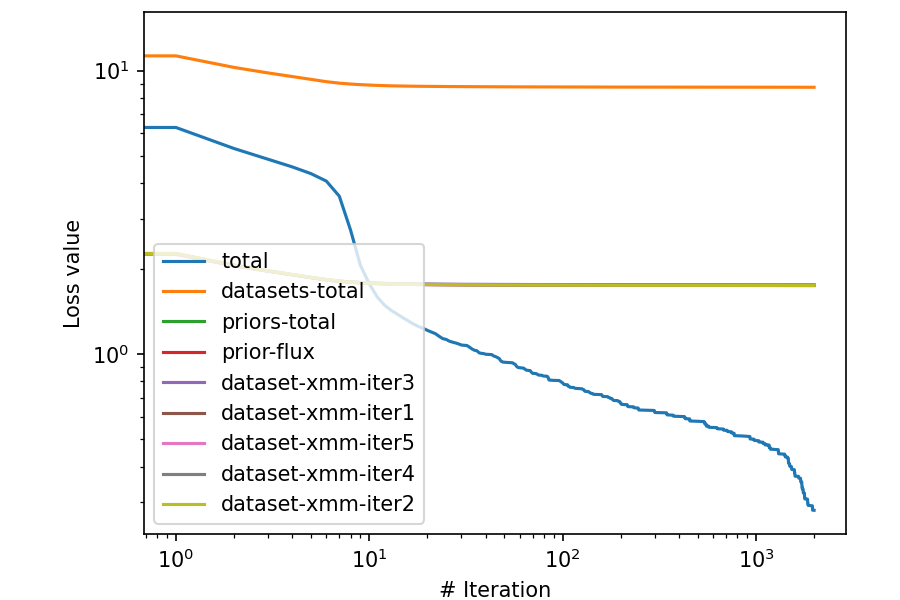 10¹
10⁰
Loss value
total
datasets-total
priors-total
prior-flux
dataset-xmm-iter3
dataset-xmm-iter1
dataset-xmm-iter5
dataset-xmm-iter4
dataset-xmm-iter2
10⁰ 10¹ 10² 10³
# Iteration